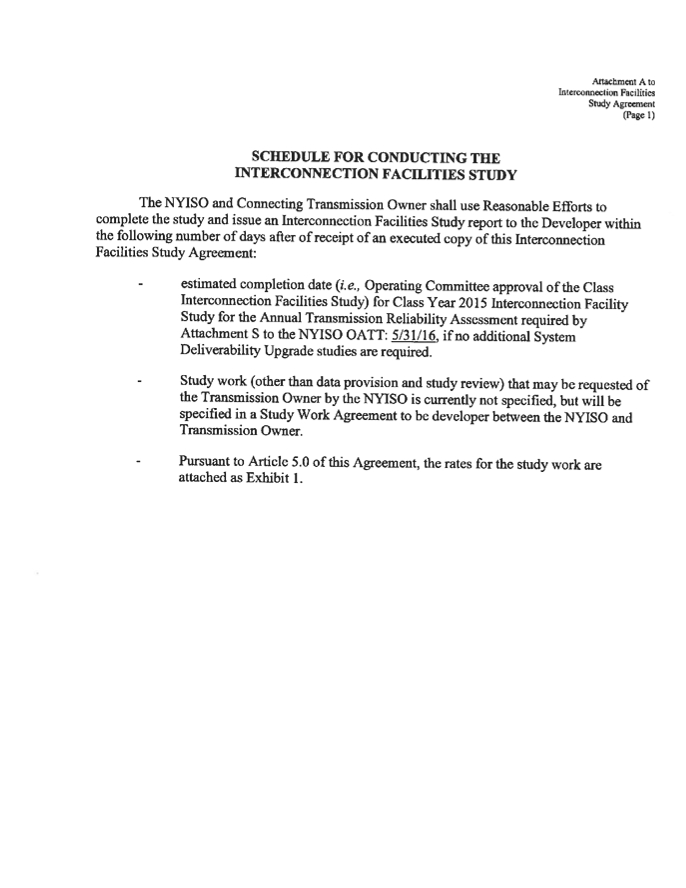 Attachment A to
Interconnection Facilities
Study Agreement
(Page 1)
SCHEDULE FOR CONDUCTING THE
INTERCONNECTION FACILITIES STUDY
The NYISO and Connecting Transmission Owner shall use Reasonable Efforts to
complete the study and issue an Interconnection Facilities Study report to the Developer within
the following number of days after of receipt of an executed copy of this Interconnection
Facilities Study Agreement:
- estimated completion date (i.e., Operating Committee approval of the Class
Interconnection Facilities Study) for Class Year 2015 Interconnection Facility
Study for the Annual Transmission Reliability Assessment required by
Attachment S to the NYISO OATT: 5/31/16, if no additional System
Deliverability Upgrade studies are required.
- Study work (other than data provision and study review) that may be requested of
the Transmission Owner by the NYISO is currently not specified, but will be
specified in a Study Work Agreement to be developer between the NYISO and
Transmission Owner.
- Pursuant to Article 5.0 of this Agreement, the rates for the study work are
attached as Exhibit 1.